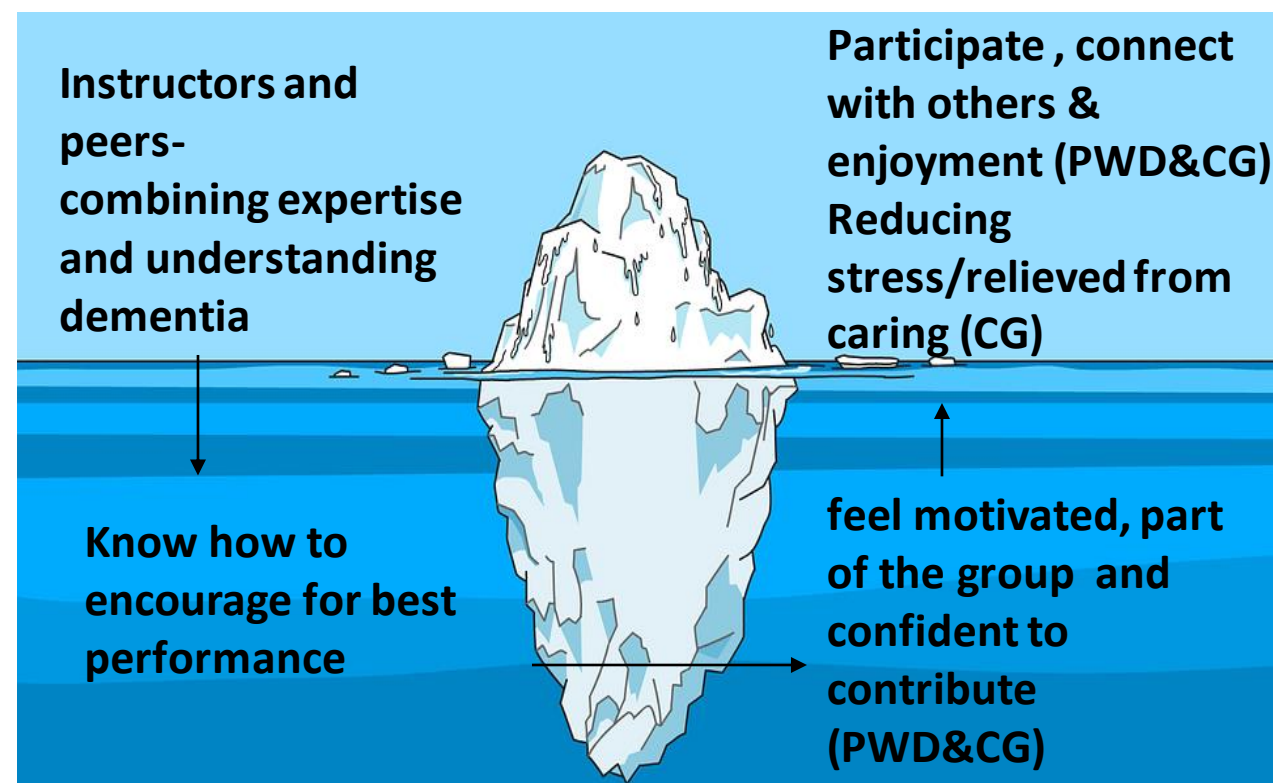 Instructors and
peers-
combining expertise
and understanding
dementia
Know how to
encourage for best
performance
feel motivated, part
of the group and
confident to
contribute
(PWD&CG)
Participate , connect
with others &
enjoyment (PWD&CG)
Reducing
stress/relieved from
caring (CG)